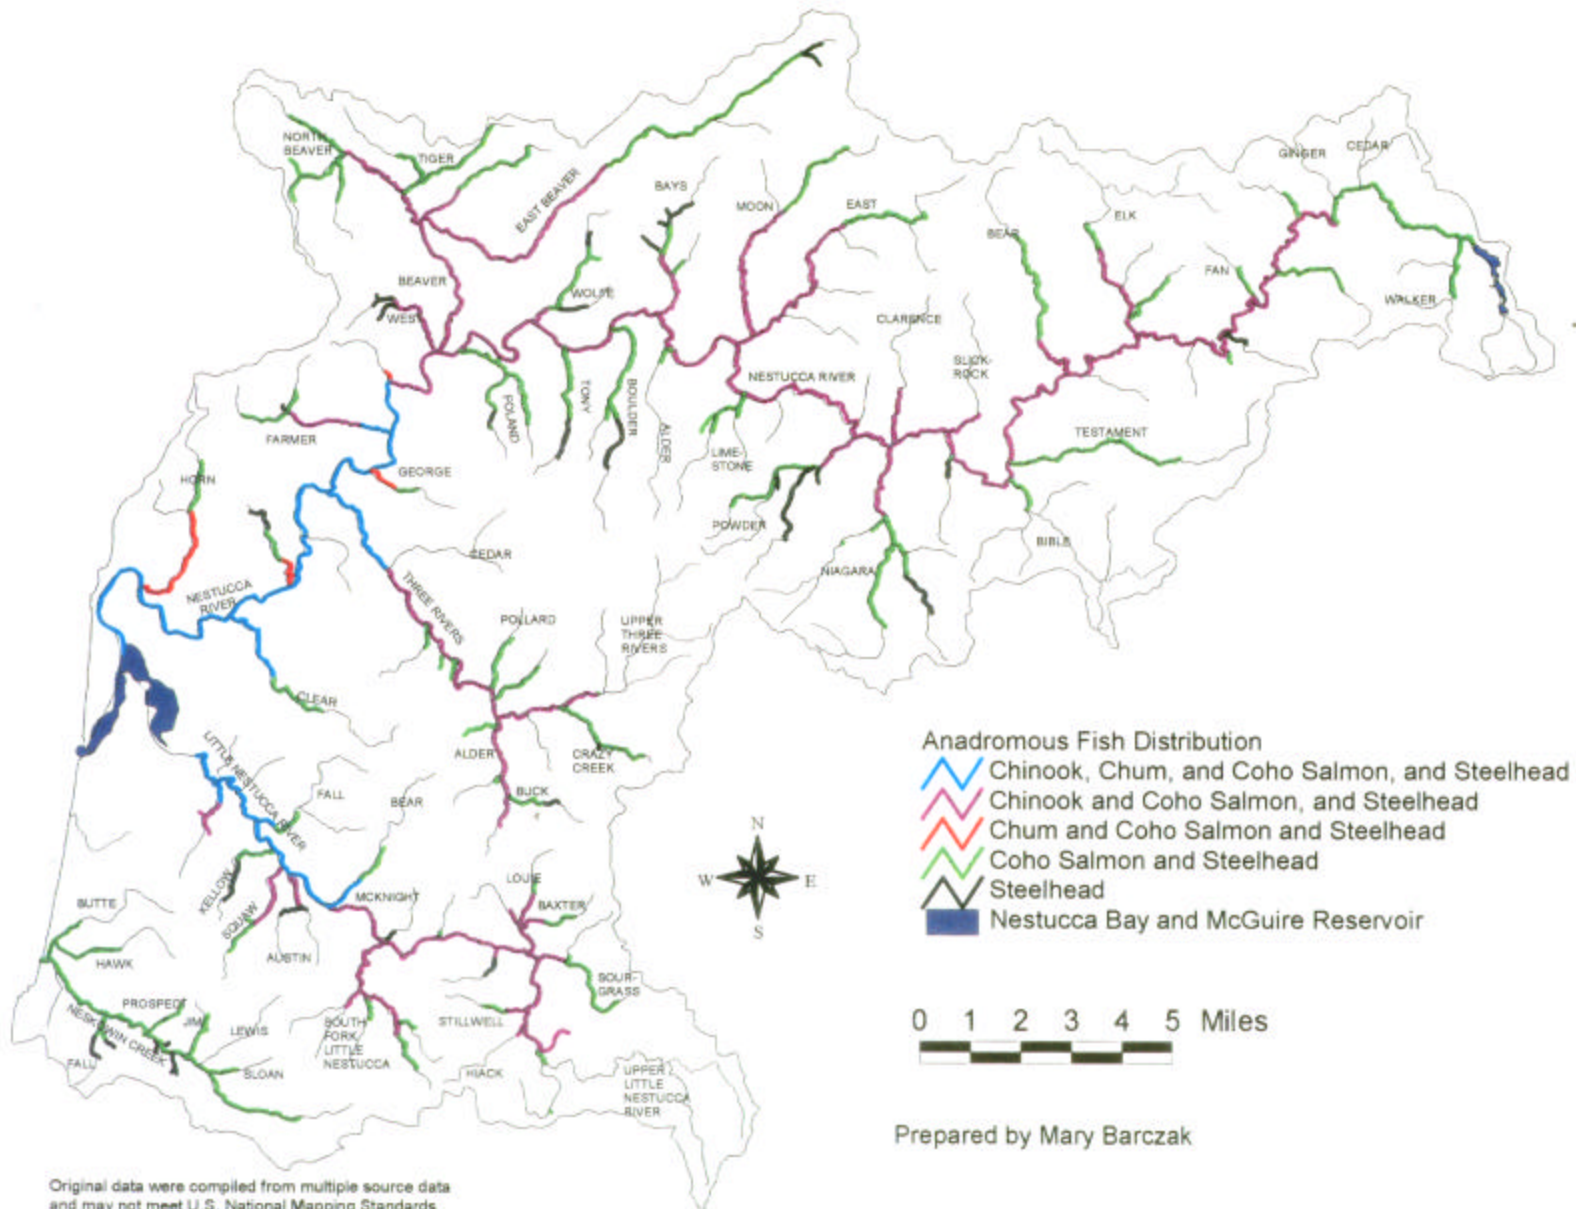 NORTH
BEAVER
TIGER
EAST BEAVER
BAYS
MOON
EAST
BEAR
ELK
FAN
GINGER
CEDAR
WALKER
BEAVER
WEST
WOLFE
CLARENCE
SLICK-
ROCK
NESTUCCA RIVER
POLAND
TONY
BOULDER
ALDER
LIME-
STONE
TESTAMENT
FARMER
GEORGE
HORN
POWDER
BIBLE
NIAGARA
CEDAR
NESTUCCA
RIVER
THREE RIVERS
POLLARD
UPPER
THREE
RIVERS
CLEAR
ALDER
CRAZY
CREEK
BUCK
LITTLE NESTUCCA RIVER
FALL
BEAR
KELLOW
SQUAW
AUSTIN
MCKNIGHT
LOUIE
BAXTER
SOUR-
GRASS
BUTTE
HAWK
PROSPECT
JIM
LEWIS
NESKOWIN CREEK
FALL
SLOAN
SOUTH
FORK
LITTLE
NESTUCCA
STILLWELL
HIACK
UPPER
LITTLE
NESTUCCA
RIVER
N
W E
S
Anadromous Fish Distribution
Chinook, Chum, and Coho Salmon, and Steelhead
Chinook and Coho Salmon, and Steelhead
Chum and Coho Salmon and Steelhead
Coho Salmon and Steelhead
Steelhead
Nestucca Bay and McGuire Reservoir
0 1 2 3 4 5 Miles
Prepared by Mary Barczak
Original data were compiled from multiple source data
and may not meet U.S. National Mapping Standards